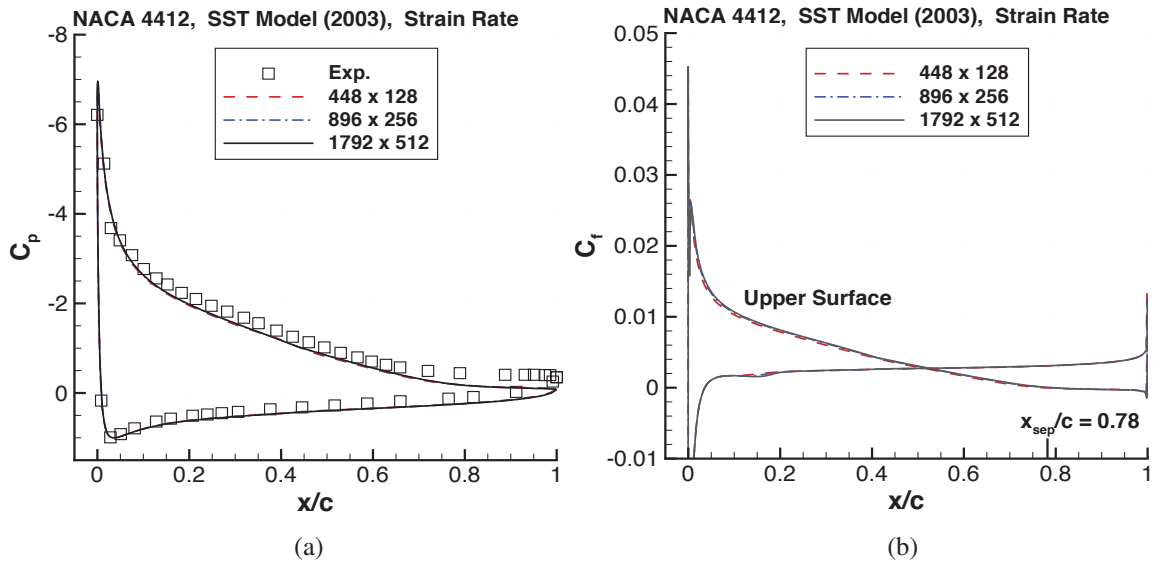 NACA 4412, SST Model (2003), Strain Rate
-8
-6
-4
-2
0
C_p
Exp.
448 x 128
896 x 256
1792 x 512
0
0.2
0.4
0.6
0.8
1
x/c
(a)
NACA 4412, SST Model (2003), Strain Rate
0.05
0.04
0.03
0.02
0.01
0
-0.01
C_f
448 x 128
896 x 256
1792 x 512
Upper Surface
x_sep/c = 0.78
0
0.2
0.4
0.6
0.8
1
x/c
(b)